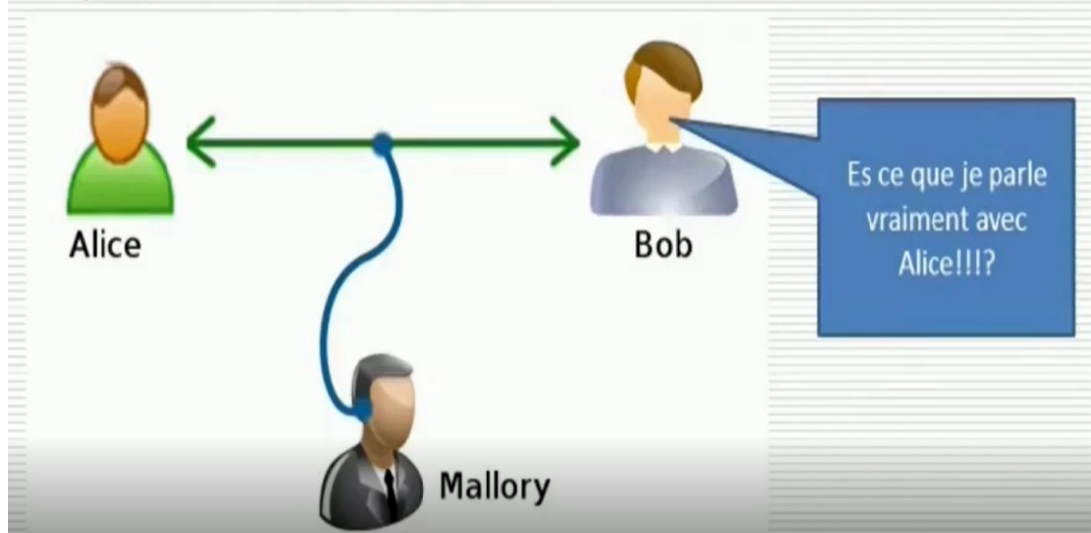 Alice
Bob
Es ce que je parle
vraiment avec
Alice!!!?
Mallory